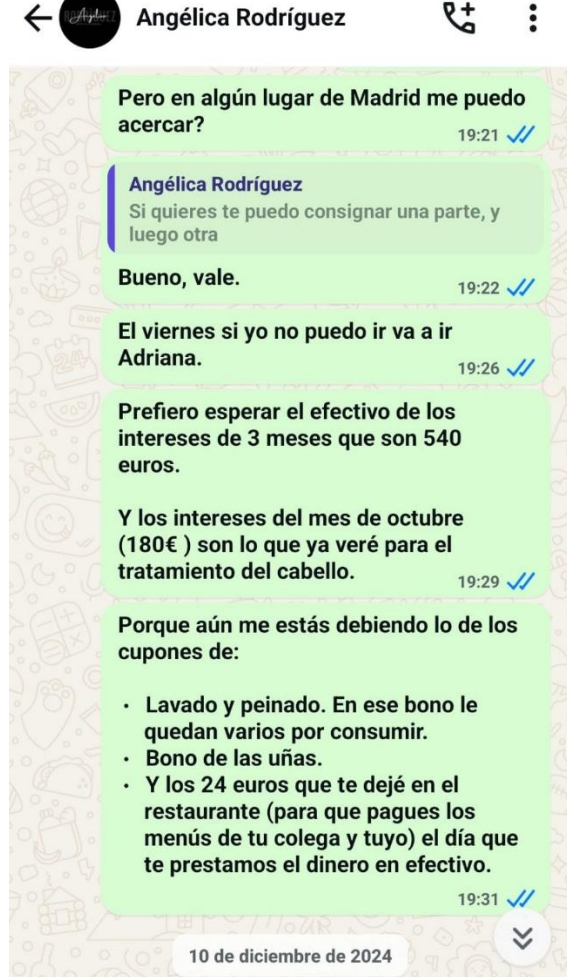 Angélica Rodríguez
Pero en algún lugar de Madrid me puedo
acercar?
19:21
Angélica Rodríguez
Si quieres te puedo consignar una parte, y
luego otra
Bueno, vale.
19:22
El viernes si yo no puedo ir va a ir
Adriana.
19:26
Prefiero esperar el efectivo de los
intereses de 3 meses que son 540
euros.
Y los intereses del mes de octubre
(180€ ) son lo que ya veré para el
tratamiento del cabello.
19:29
Porque aún me estás debiendo lo de los
cupones de:
· Lavado y peinado. En ese bono le
quedan varios por consumir.
· Bono de las uñas.
· Y los 24 euros que te dejé en el
restaurante (para que pagues los
menús de tu colega y tuyo) el día que
te prestamos el dinero en efectivo.
19:31
10 de diciembre de 2024